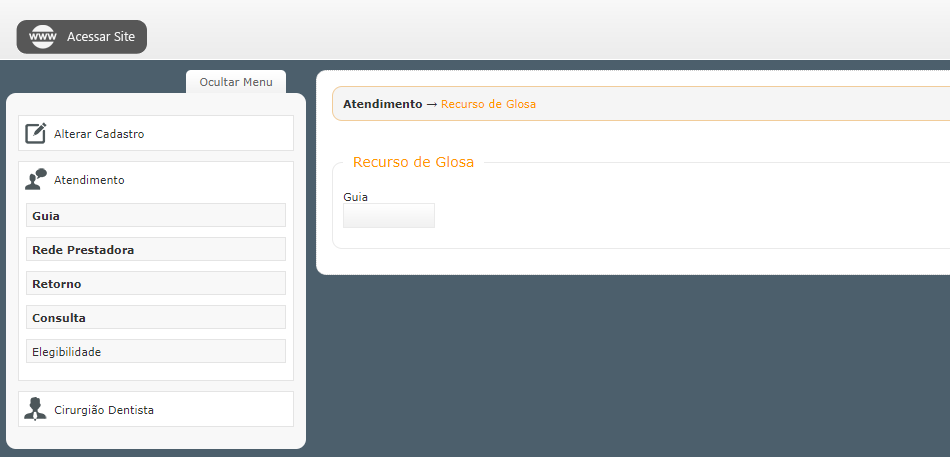 www Acessar Site
Ocultar Menu
Alterar Cadastro
Atendimento
Guia
Rede Prestadora
Retorno
Consulta
Elegibilidade
Cirurgião Dentista
Atendimento → Recurso de Glosa
Recurso de Glosa
Guia